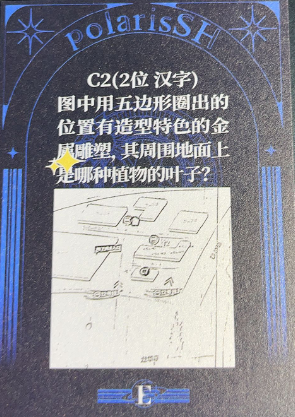 polarisSH
C2(2位 汉字)
图中用五边形圈出的
位置有造型特色的金
属雕塑, 其周围地面上
是哪种植物的叶子?
E